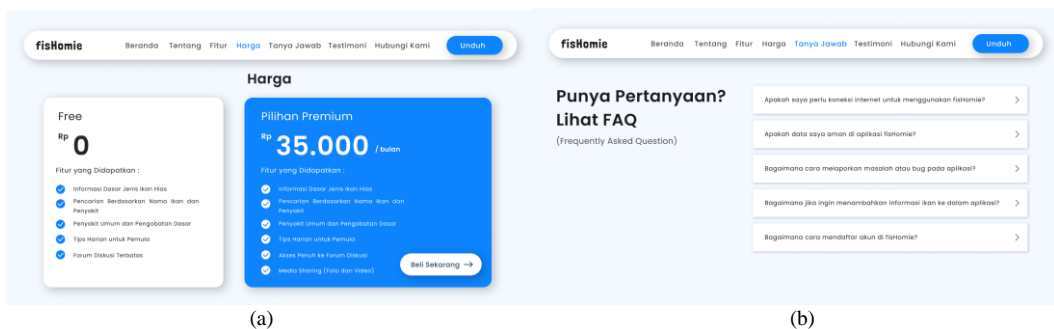 fisHomie
Beranda Tentang Fitur Harga Tanya Jawab Testimoni Hubungi Kami Unduh
Harga
Free
Rp 0
Fitur yang Didapatkan :
Informasi Dasar Jenis Ikan Hias
Pencarian Berdasarkan Nama Ikan dan
Penyakit
Penyakit Umum dan Pengobatan Dasar
Tips Harian untuk Pemula
Forum Diskusi Terbatas
Pilihan Premium
Rp 35.000 / bulan
Fitur yang Didapatkan :
Informasi Dasar Jenis Ikan Hias
Pencarian Berdasarkan Nama Ikan dan
Penyakit
Penyakit Umum dan Pengobatan Dasar
Tips Harian untuk Pemula
Akses Penuh ke Forum Diskusi
Media Sharing (Foto dan Video)
Beli Sekarang →
(a)
fisHomie
Beranda Tentang Fitur Harga Tanya Jawab Testimoni Hubungi Kami Unduh
Punya Pertanyaan?
Lihat FAQ
(Frequently Asked Question)
Apakah saya perlu koneksi internet untuk menggunakan fisHomie?
Apakah data saya aman di aplikasi fisHomie?
Bagaimana cara melaporkan masalah atau bug pada aplikasi?
Bagaimana jika ingin menambahkan informasi ikan ke dalam aplikasi?
Bagaimana cara mendaftar akun di fisHomie?
(b)